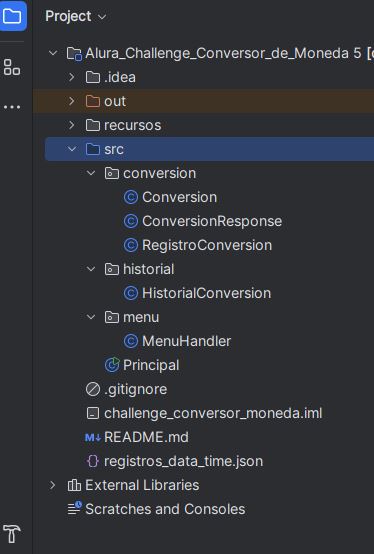 Project
Alura_Challenge_Conversor_de_Moneda 5 [
.idea
out
recursos
src
conversion
Conversion
ConversionResponse
RegistroConversion
historial
HistorialConversion
menu
MenuHandler
Principal
.gitignore
challenge_conversor_moneda.iml
README.md
registros_data_time.json
External Libraries
Scratches and Consoles